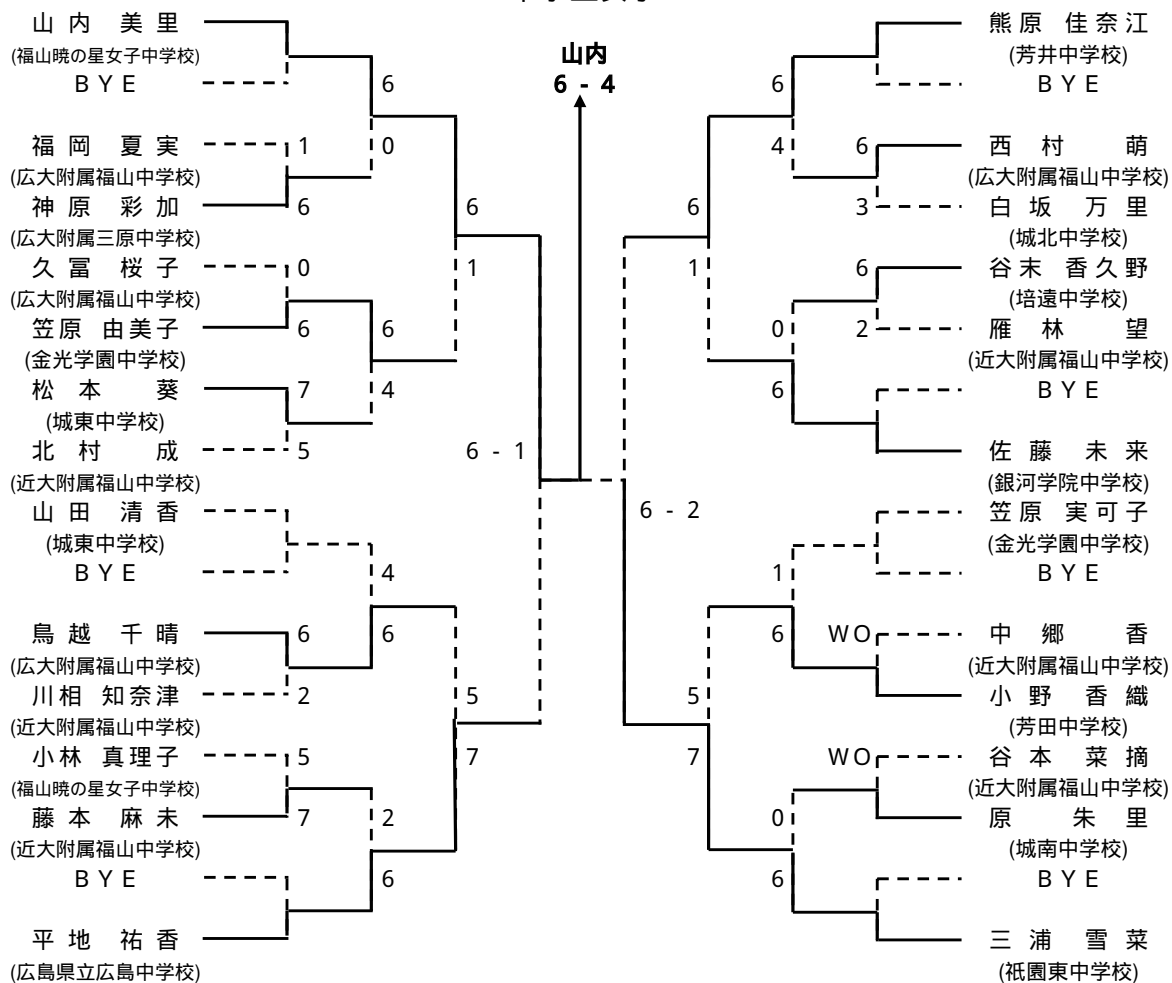 山内 美里
(福山暁の星女子中学校)
BYE
6
福岡 夏実
1
0
(広大附属福山中学校)
神原 彩加
6
6
(広大附属三原中学校)
久冨 桜子
0
1
(広大附属福山中学校)
笠原 由美子
6
6
(金光学園中学校)
松本 葵
7
4
(城東中学校)
北村 成
5
6 - 1
(近大附属福山中学校)
山田 清香
(城東中学校)
BYE
4
鳥越 千晴
6
6
(広大附属福山中学校)
川相 知奈津
2
5
(近大附属福山中学校)
小林 真理子
5
7
(福山暁の星女子中学校)
藤本 麻未
7
2
(近大附属福山中学校)
BYE
6
平地 祐香
(広島県立広島中学校)
山内
6 - 4
熊原 佳奈江
(芳井中学校)
6
BYE
4
6
西村 萌
(広大附属福山中学校)
6
3
白坂 万里
(城北中学校)
1
6
谷末 香久野
(培遠中学校)
0
2
雁林 望
(近大附属福山中学校)
6
BYE
佐藤 未来
(銀河学院中学校)
6 - 2
笠原 実可子
(金光学園中学校)
1
BYE
6
WO
中郷 香
(近大附属福山中学校)
5
小野 香織
(芳田中学校)
7
WO
谷本 菜摘
(近大附属福山中学校)
0
原 朱里
(城南中学校)
6
BYE
三浦 雪菜
(祇園東中学校)